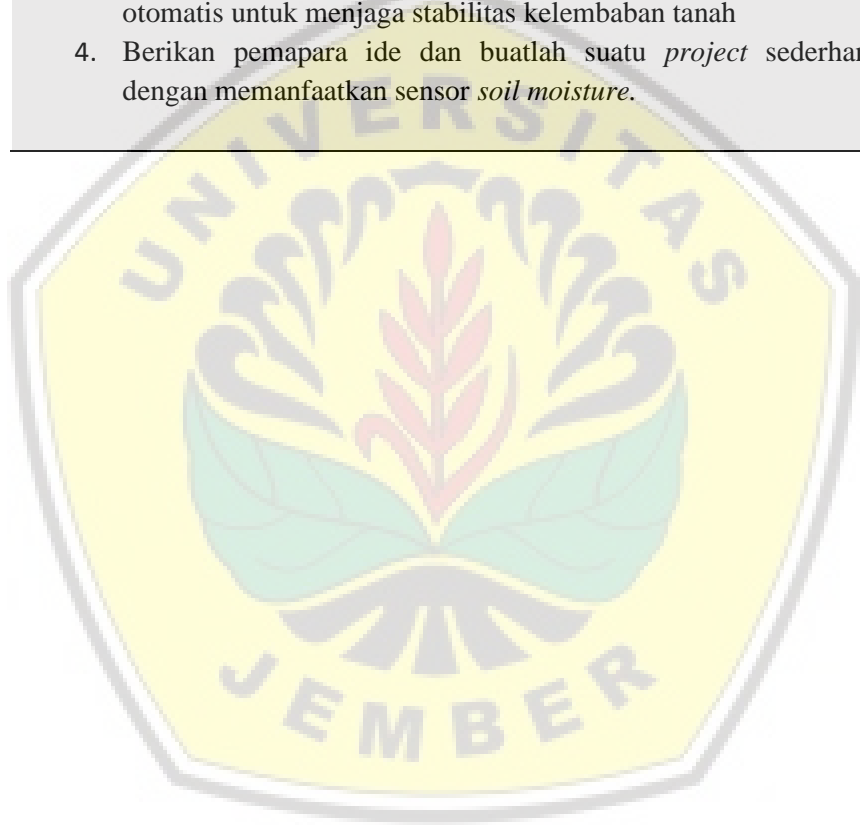 otomatis untuk menjaga stabilitas kelembaban tanah
4. Berikan pemapara ide dan buatlah suatu project sederhan
dengan memanfaatkan sensor soil moisture.
UNIVERSITAS
JEMBER